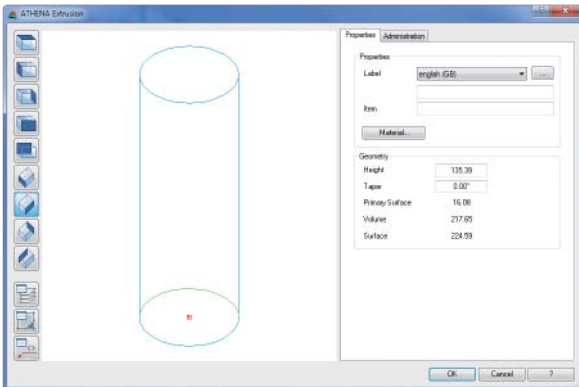 ATHENA Extrusion
Properties
Administration
Properties
Label
english (GB)
...
Item
Material...
Geometry
Height
135.39
Taper
0.00°
Primary Surface
16.08
Volume
217.65
Surface
224.59
OK
Cancel
?